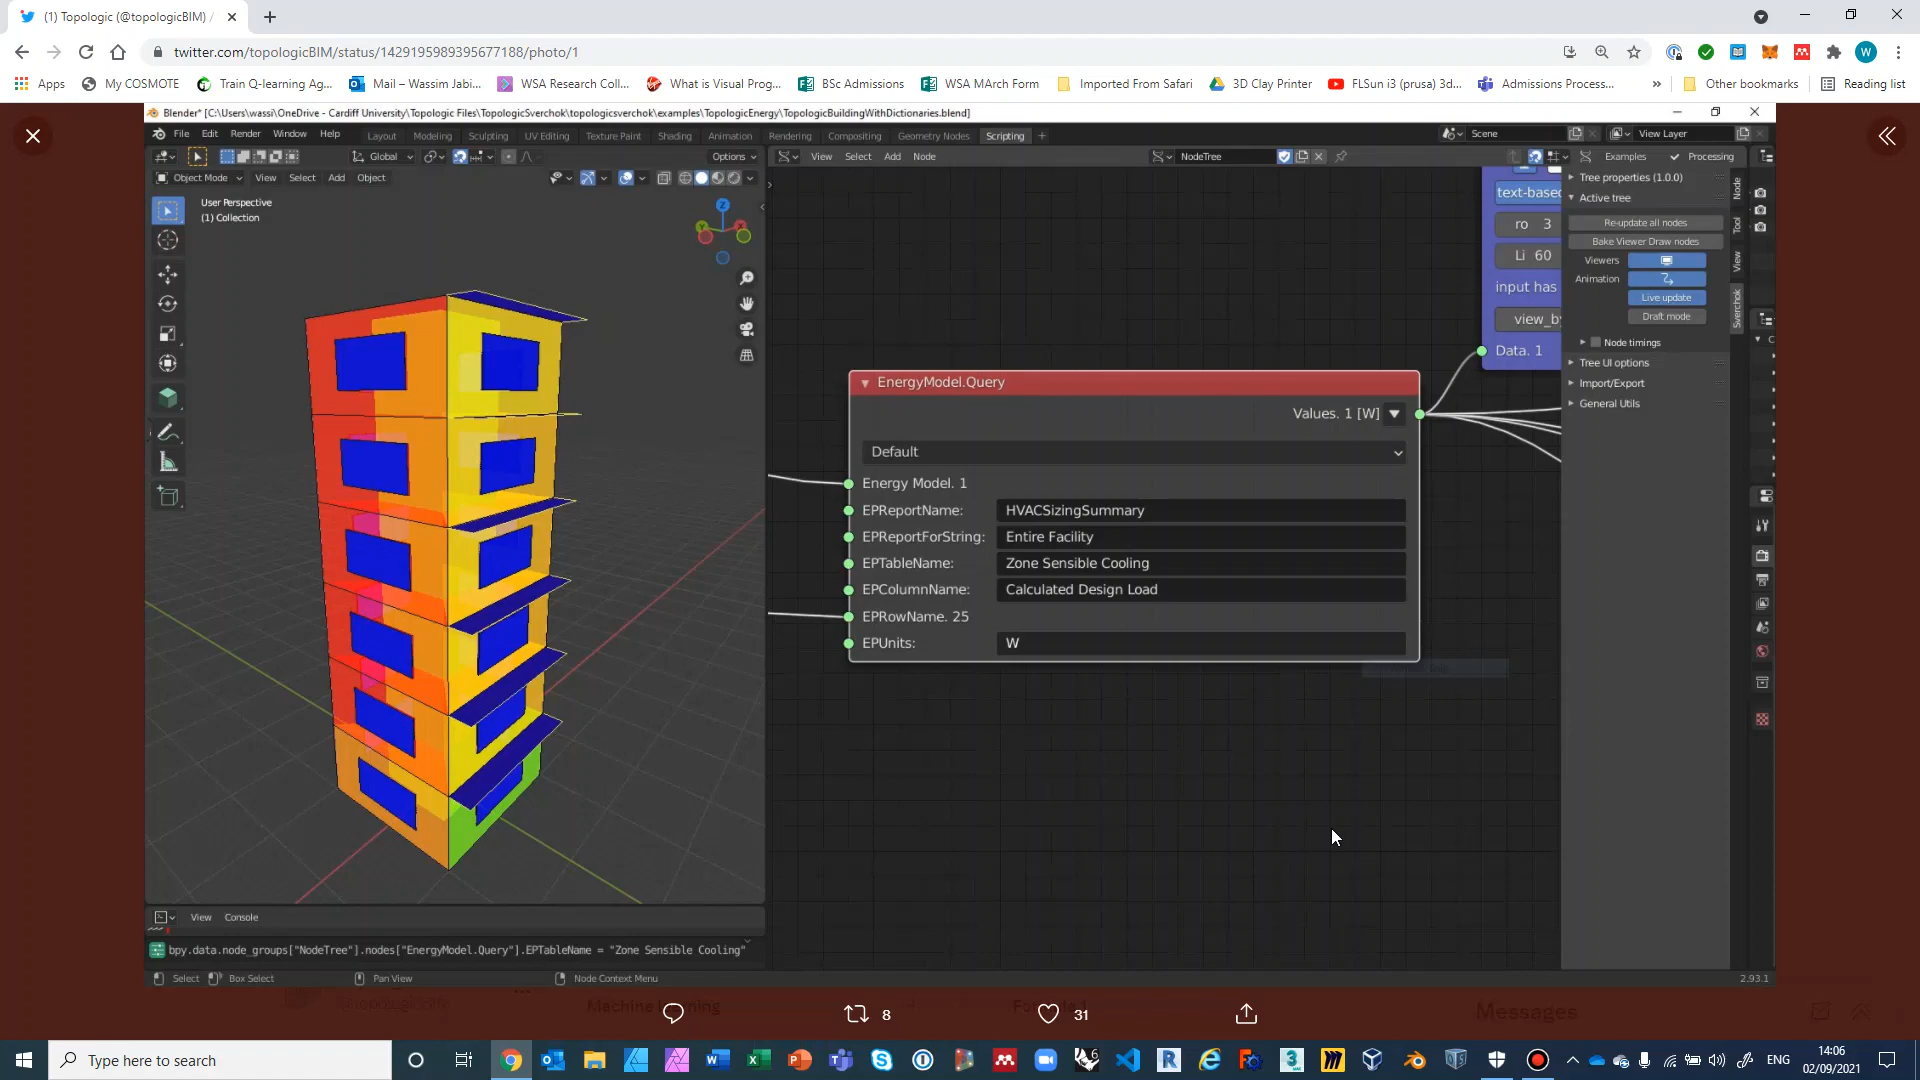 (1) Topologic (@topologicBIM) /
twitter.com/topologicBIM/status/1429195989395677188/photo/1
Apps My COSMOTE Train Q-learning Ag... Mail – Wassim Jabi... WSA Research Coll... What is Visual Prog... BSc Admissions WSA MArch Form Imported From Safari 3D Clay Printer FLSun i3 (prusa) 3d... Admissions Process... » Other bookmarks Reading list
Blender* [C:\Users\wassi\OneDrive - Cardiff University\Topologic Files\TopologicSverchok\topologicsverchok\examples\TopologicEnergy\TopologicBuildingWithDictionaries.blend]
File Edit Render Window Help Layout Modeling Sculpting UV Editing Texture Paint Shading Animation Rendering Compositing Geometry Nodes Scripting + Scene View Layer
Global Options View Select Add Node NodeTree Examples Processing
Object Mode View Select Add Object
User Perspective
(1) Collection
Z
text-based
ro 3
Li 60
input has
view_by
Data. 1
EnergyModel.Query
Values. 1 [W]
Default
Energy Model. 1
EPReportName: HVACSizingSummary
EPReportForString: Entire Facility
EPTableName: Zone Sensible Cooling
EPColumnName: Calculated Design Load
EPRowName. 25
EPUnits: W
Tree properties (1.0.0)
Active tree
Re-update all nodes
Bake Viewer Draw nodes
Viewers
Animation
Live update
Draft mode
Node timings
Tree UI options
Import/Export
General Utils
Node
Tool
View
Sverchok
View Console
bpy.data.node_groups["NodeTree"].nodes["EnergyModel.Query"].EPTableName = "Zone Sensible Cooling"
Select Box Select Pan View Node Context Menu 2.93.1
Machine learning
Messages
8 31
Type here to search
ENG
14:06
02/09/2021